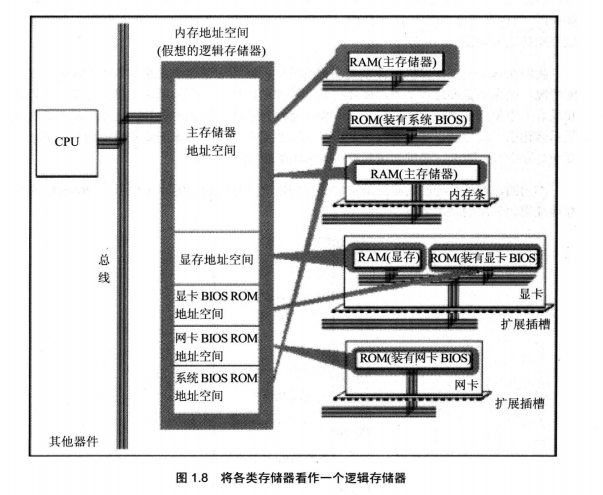 内存地址空间
(假想的逻辑存储器)
CPU
总
线
其他器件
主存储器
地址空间
显存地址空间
显卡 BIOS ROM
地址空间
网卡 BIOS ROM
地址空间
系统 BIOS ROM
地址空间
RAM(主存储器)
ROM(装有系统 BIOS)
RAM(主存储器)
内存条
RAM(显存)
ROM(装有显卡 BIOS)
显卡
扩展插槽
ROM(装有网卡 BIOS)
网卡
扩展插槽
图 1.8 将各类存储器看作一个逻辑存储器